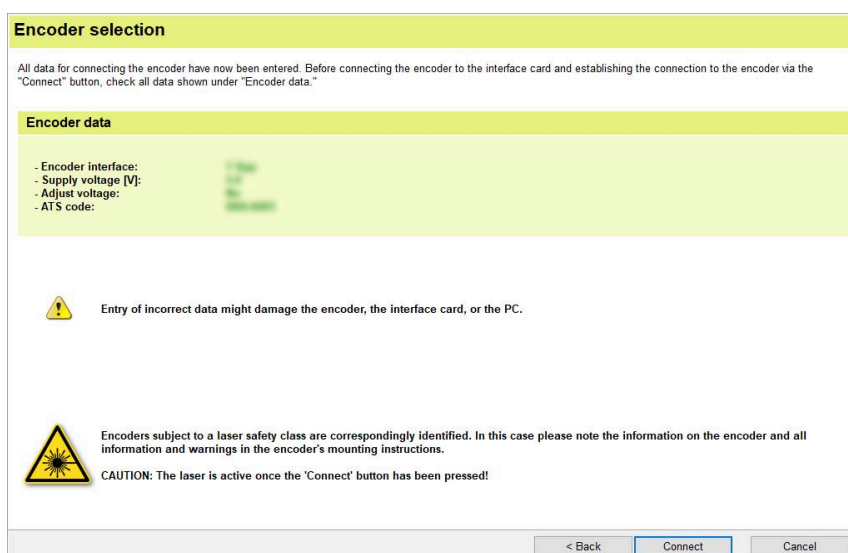 Encoder selection
All data for connecting the encoder have now been entered. Before connecting the encoder to the interface card and establishing the connection to the encoder via the
"Connect" button, check all data shown under "Encoder data."
Encoder data
- Encoder interface:
- Supply voltage [V]:
- Adjust voltage:
- ATS code:
Entry of incorrect data might damage the encoder, the interface card, or the PC.
Encoders subject to a laser safety class are correspondingly identified. In this case please note the information on the encoder and all
information and warnings in the encoder's mounting instructions.
CAUTION: The laser is active once the 'Connect' button has been pressed!
< Back
Connect
Cancel